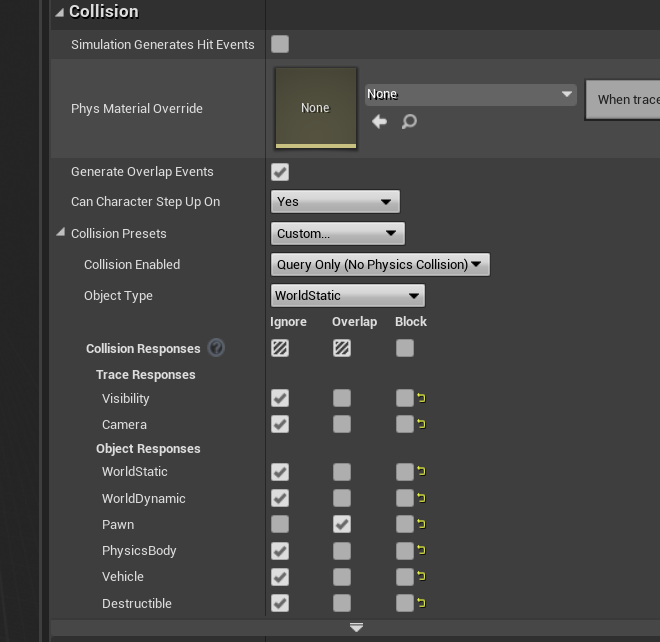 Collision
Simulation Generates Hit Events
Phys Material Override
None
None
When trace
Generate Overlap Events
Can Character Step Up On
Yes
Collision Presets
Custom...
Collision Enabled
Query Only (No Physics Collision)
Object Type
WorldStatic
Ignore Overlap Block
Collision Responses ?
Trace Responses
Visibility
Camera
Object Responses
WorldStatic
WorldDynamic
Pawn
PhysicsBody
Vehicle
Destructible